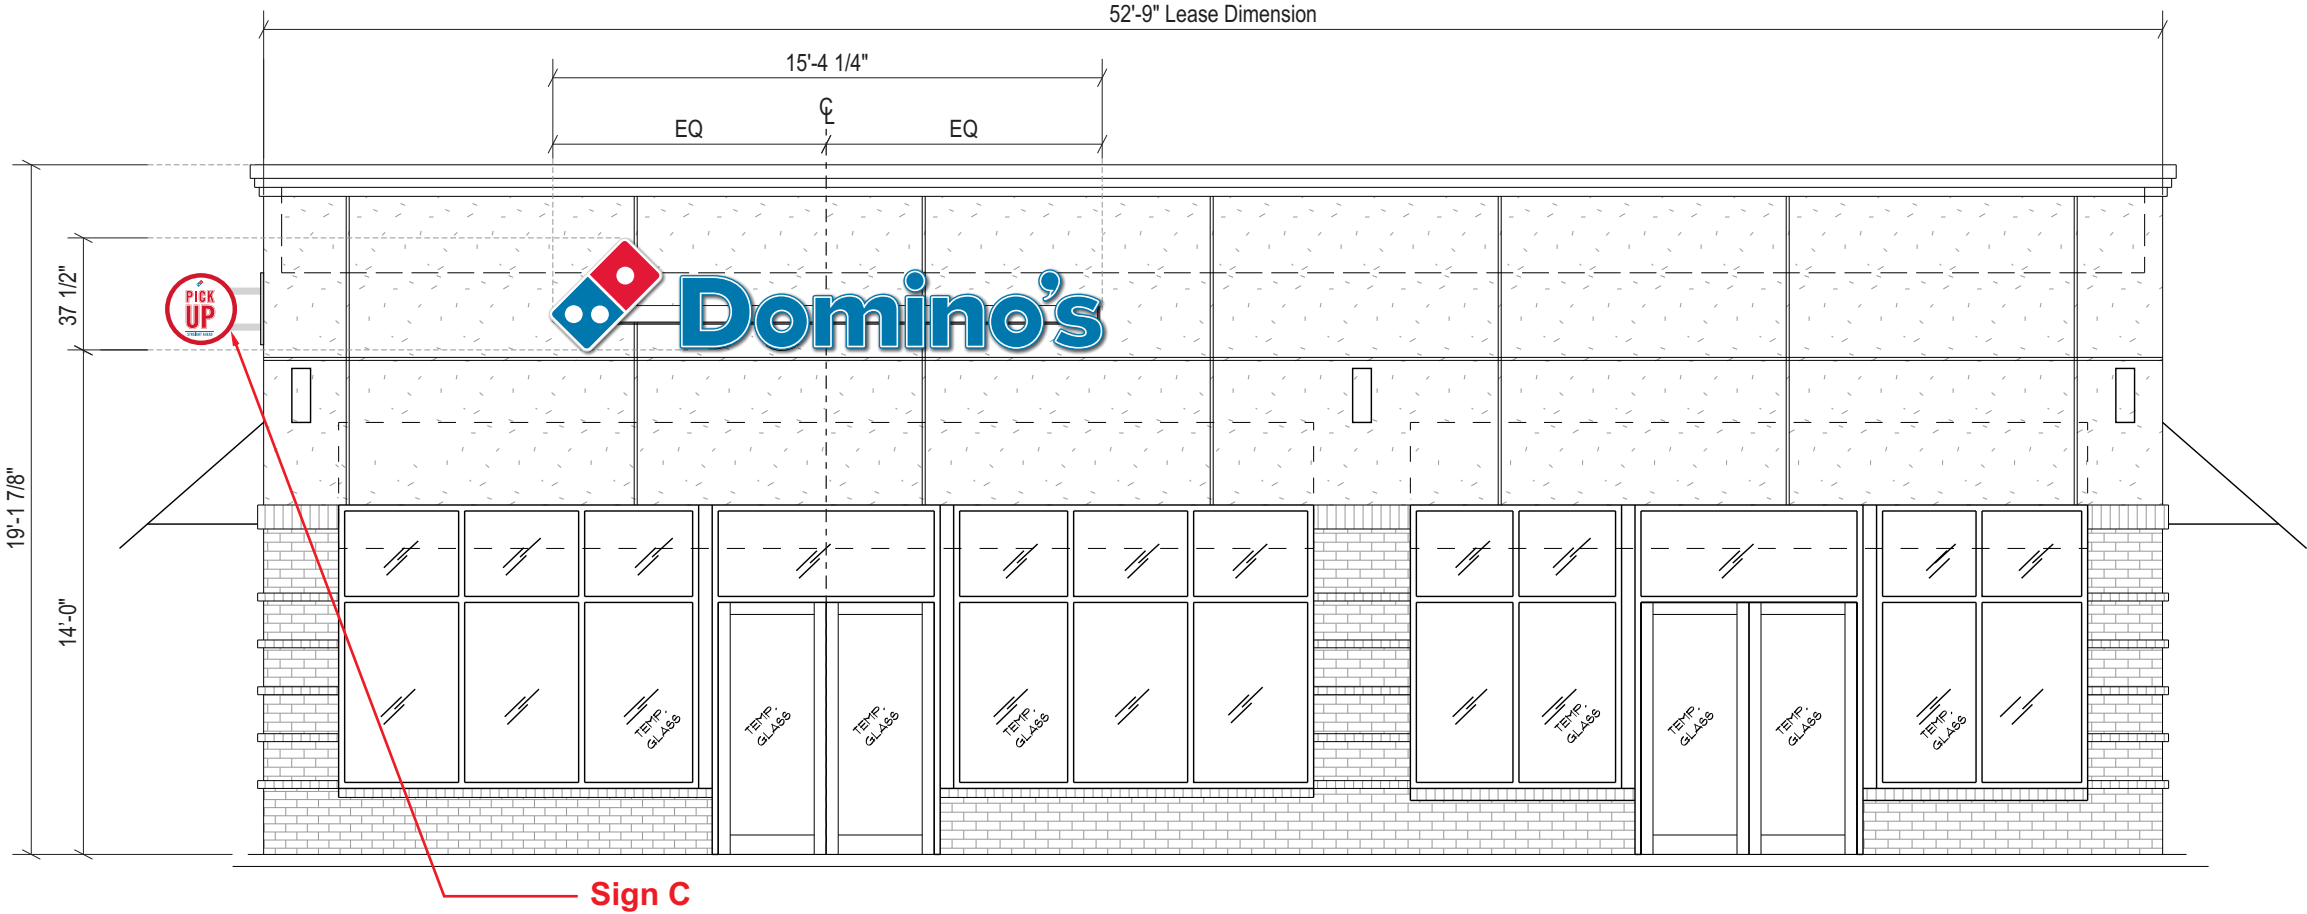 52'-9" Lease Dimension
15'-4 1/4"
℄
EQ
EQ
37 1/2"
19'-1 7/8"
14'-0"
PICK
UP
Domino's
TEMP.
GLASS
TEMP.
GLASS
TEMP.
GLASS
TEMP.
GLASS
TEMP.
GLASS
TEMP.
GLASS
TEMP.
GLASS
TEMP.
GLASS
Sign C